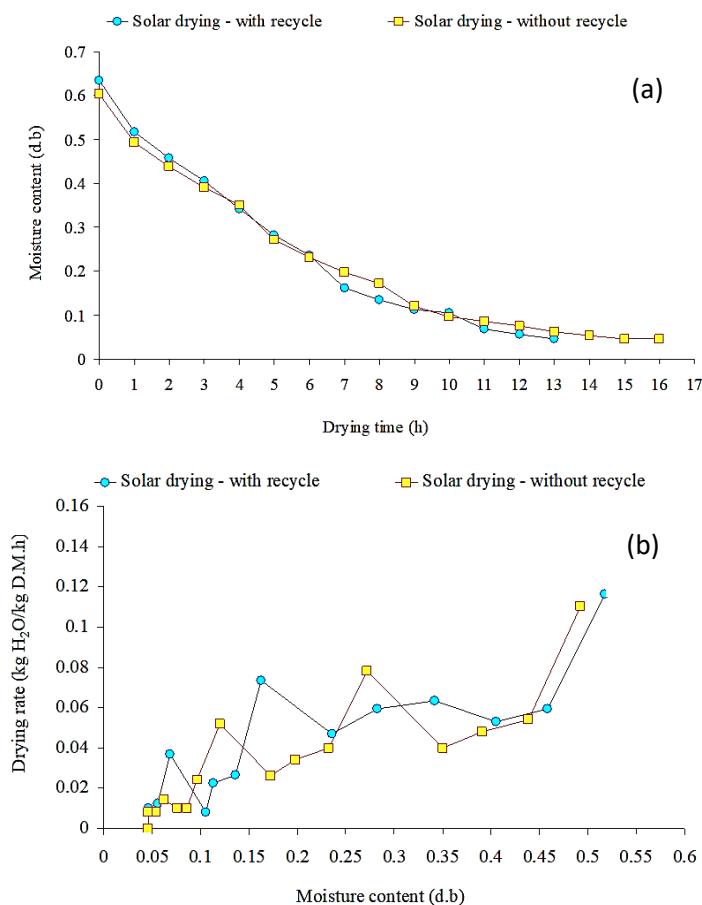 Solar drying - with recycle Solar drying - without recycle
(a)
0.7
0.6
0.5
0.4
0.3
0.2
0.1
0
Moisture content (d.b)
0 1 2 3 4 5 6 7 8 9 10 11 12 13 14 15 16 17
Drying time (h)
Solar drying - with recycle Solar drying - without recycle
(b)
0.16
0.14
0.12
0.1
0.08
0.06
0.04
0.02
0
Drying rate (kg H₂O/kg D.M.h)
0 0.05 0.1 0.15 0.2 0.25 0.3 0.35 0.4 0.45 0.5 0.55 0.6
Moisture content (d.b)